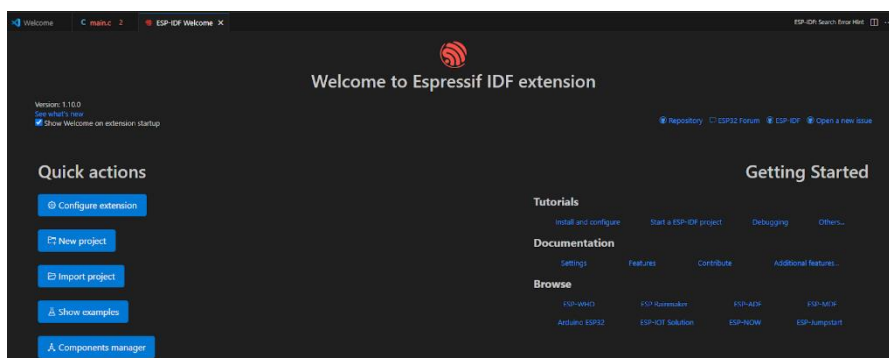 Welcome
C main.c 2
ESP-IDF Welcome
ESP-IDF: Search Error Hint
Welcome to Espressif IDF extension
Version: 1.10.0
See what's new
Show Welcome on extension startup
Repository ESP32 Forum ESP-IDF Open a new issue
Quick actions
Configure extension
New project
Import project
Show examples
Components manager
Getting Started
Tutorials
Install and configure Start a ESP-IDF project Debugging Others...
Documentation
Settings Features Contribute Additional features...
Browse
ESP-WHO ESP Rainmaker ESP-ADF ESP-MDF
Arduino ESP32 ESP-IOT Solution ESP-NOW ESP-Jumpstart